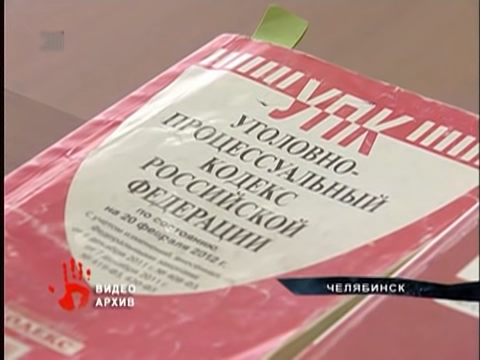 УПК
УГОЛОВНО-
ПРОЦЕССУАЛЬНЫЙ
КОДЕКС
РОССИЙСКОЙ
ФЕДЕРАЦИИ
по состоянию
на 20 февраля 2012 г.
ВИДЕО
АРХИВ
ЧЕЛЯБИНСК